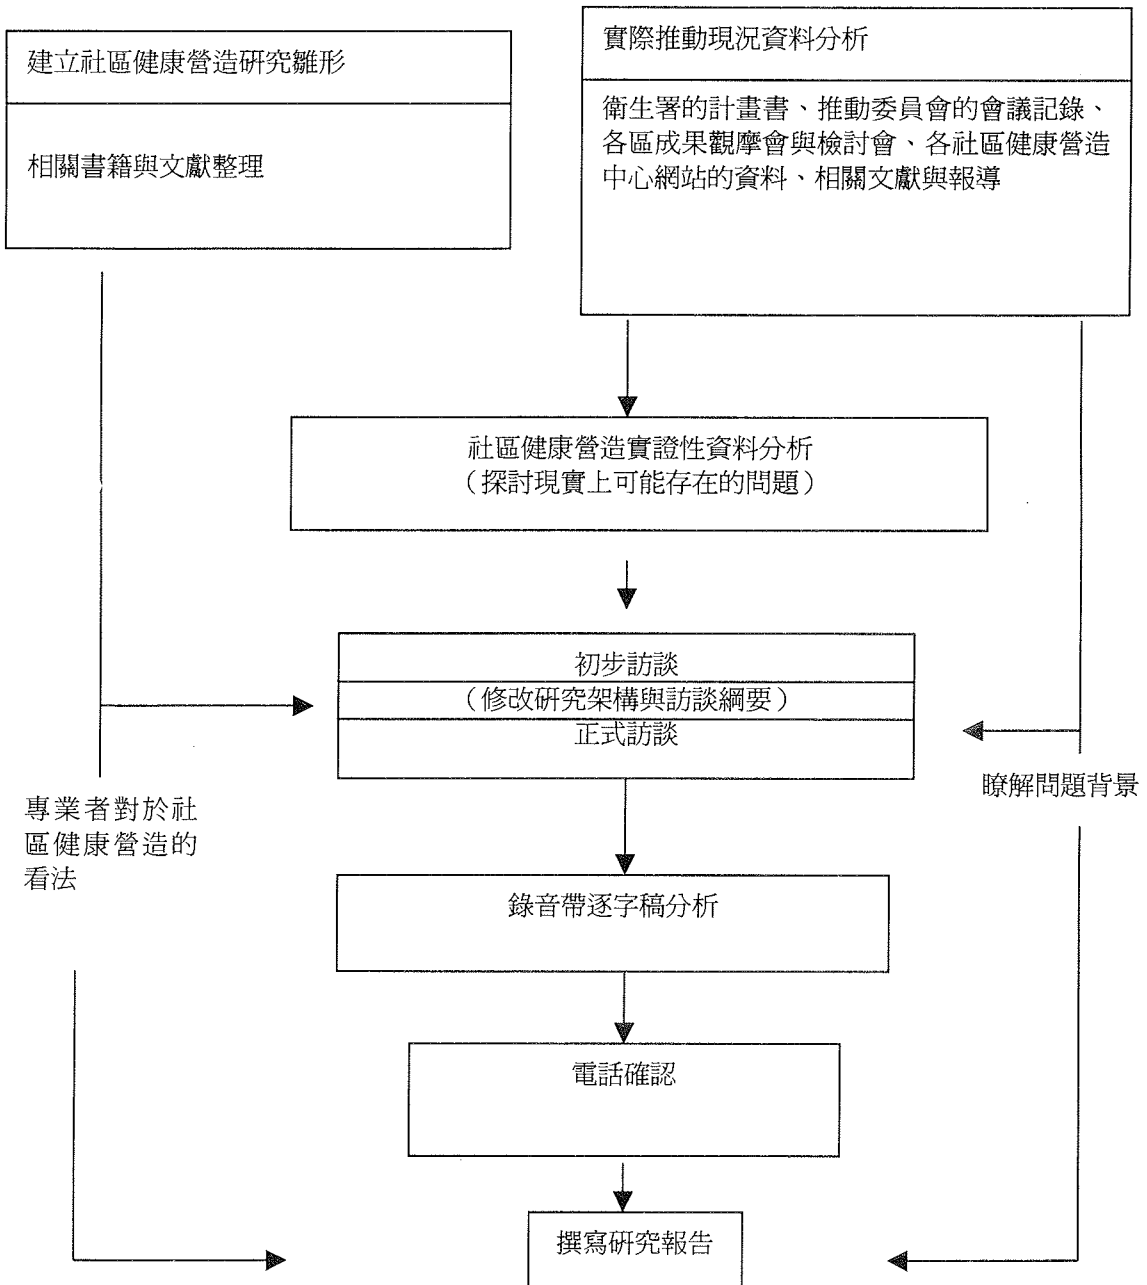 建立社區健康營造研究雛形
相關書籍與文獻整理
實際推動現況資料分析
衛生署的計畫書、推動委員會的會議記錄、
各區成果觀摩會與檢討會、各社區健康營造
中心網站的資料、相關文獻與報導
社區健康營造實證性資料分析
（探討現實上可能存在的問題）
初步訪談
（修改研究架構與訪談綱要）
正式訪談
瞭解問題背景
專業者對於社
區健康營造的
看法
錄音帶逐字稿分析
電話確認
撰寫研究報告